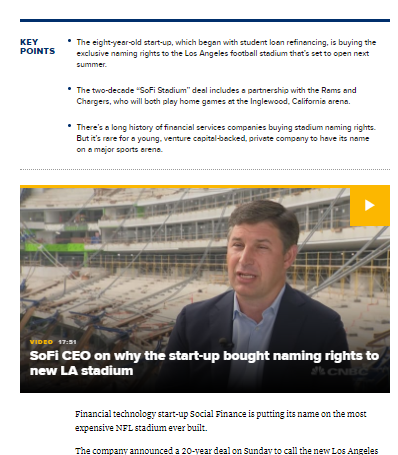 KEY POINTS
• The eight-year-old start-up, which began with student loan refinancing, is buying the
exclusive naming rights to the Los Angeles football stadium that's set to open next
summer.
• The two-decade “SoFi Stadium” deal includes a partnership with the Rams and
Chargers, who will both play home games at the Inglewood, California arena.
• There's a long history of financial services companies buying stadium naming rights.
But it's rare for a young, venture capital-backed, private company to have its name
on a major sports arena.
VIDEO 17:51
SoFi CEO on why the start-up bought naming rights to
new LA stadium
CNBC
Financial technology start-up Social Finance is putting its name on the most
expensive NFL stadium ever built.
The company announced a 20-year deal on Sunday to call the new Los Angeles